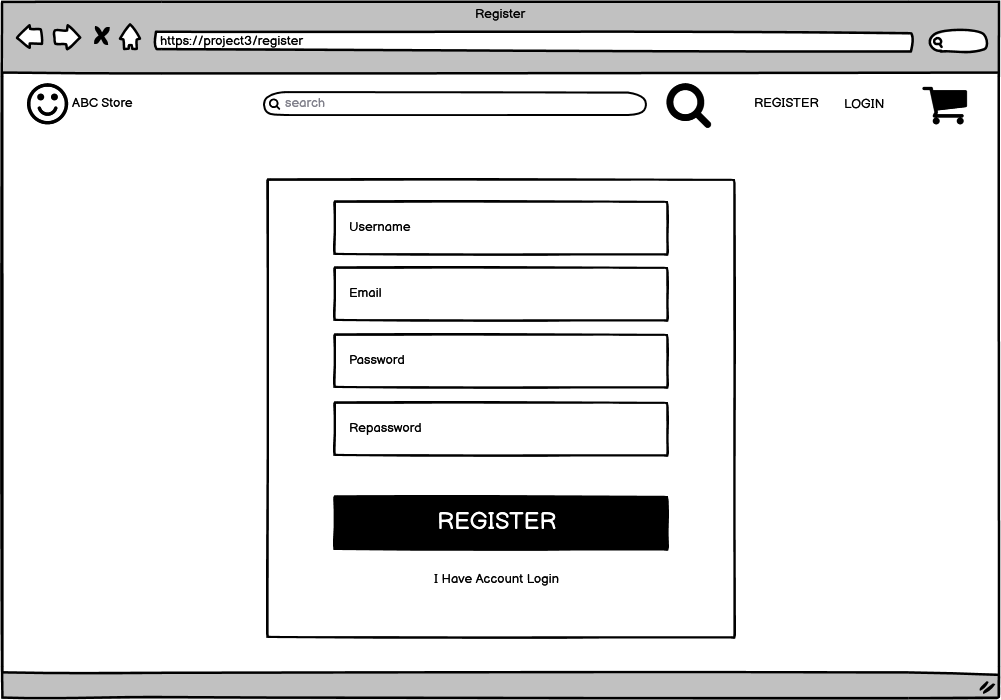 Register
https://project3/register
ABC Store
search
REGISTER
LOGIN
Username
Email
Password
Repassword
REGISTER
I Have Account Login